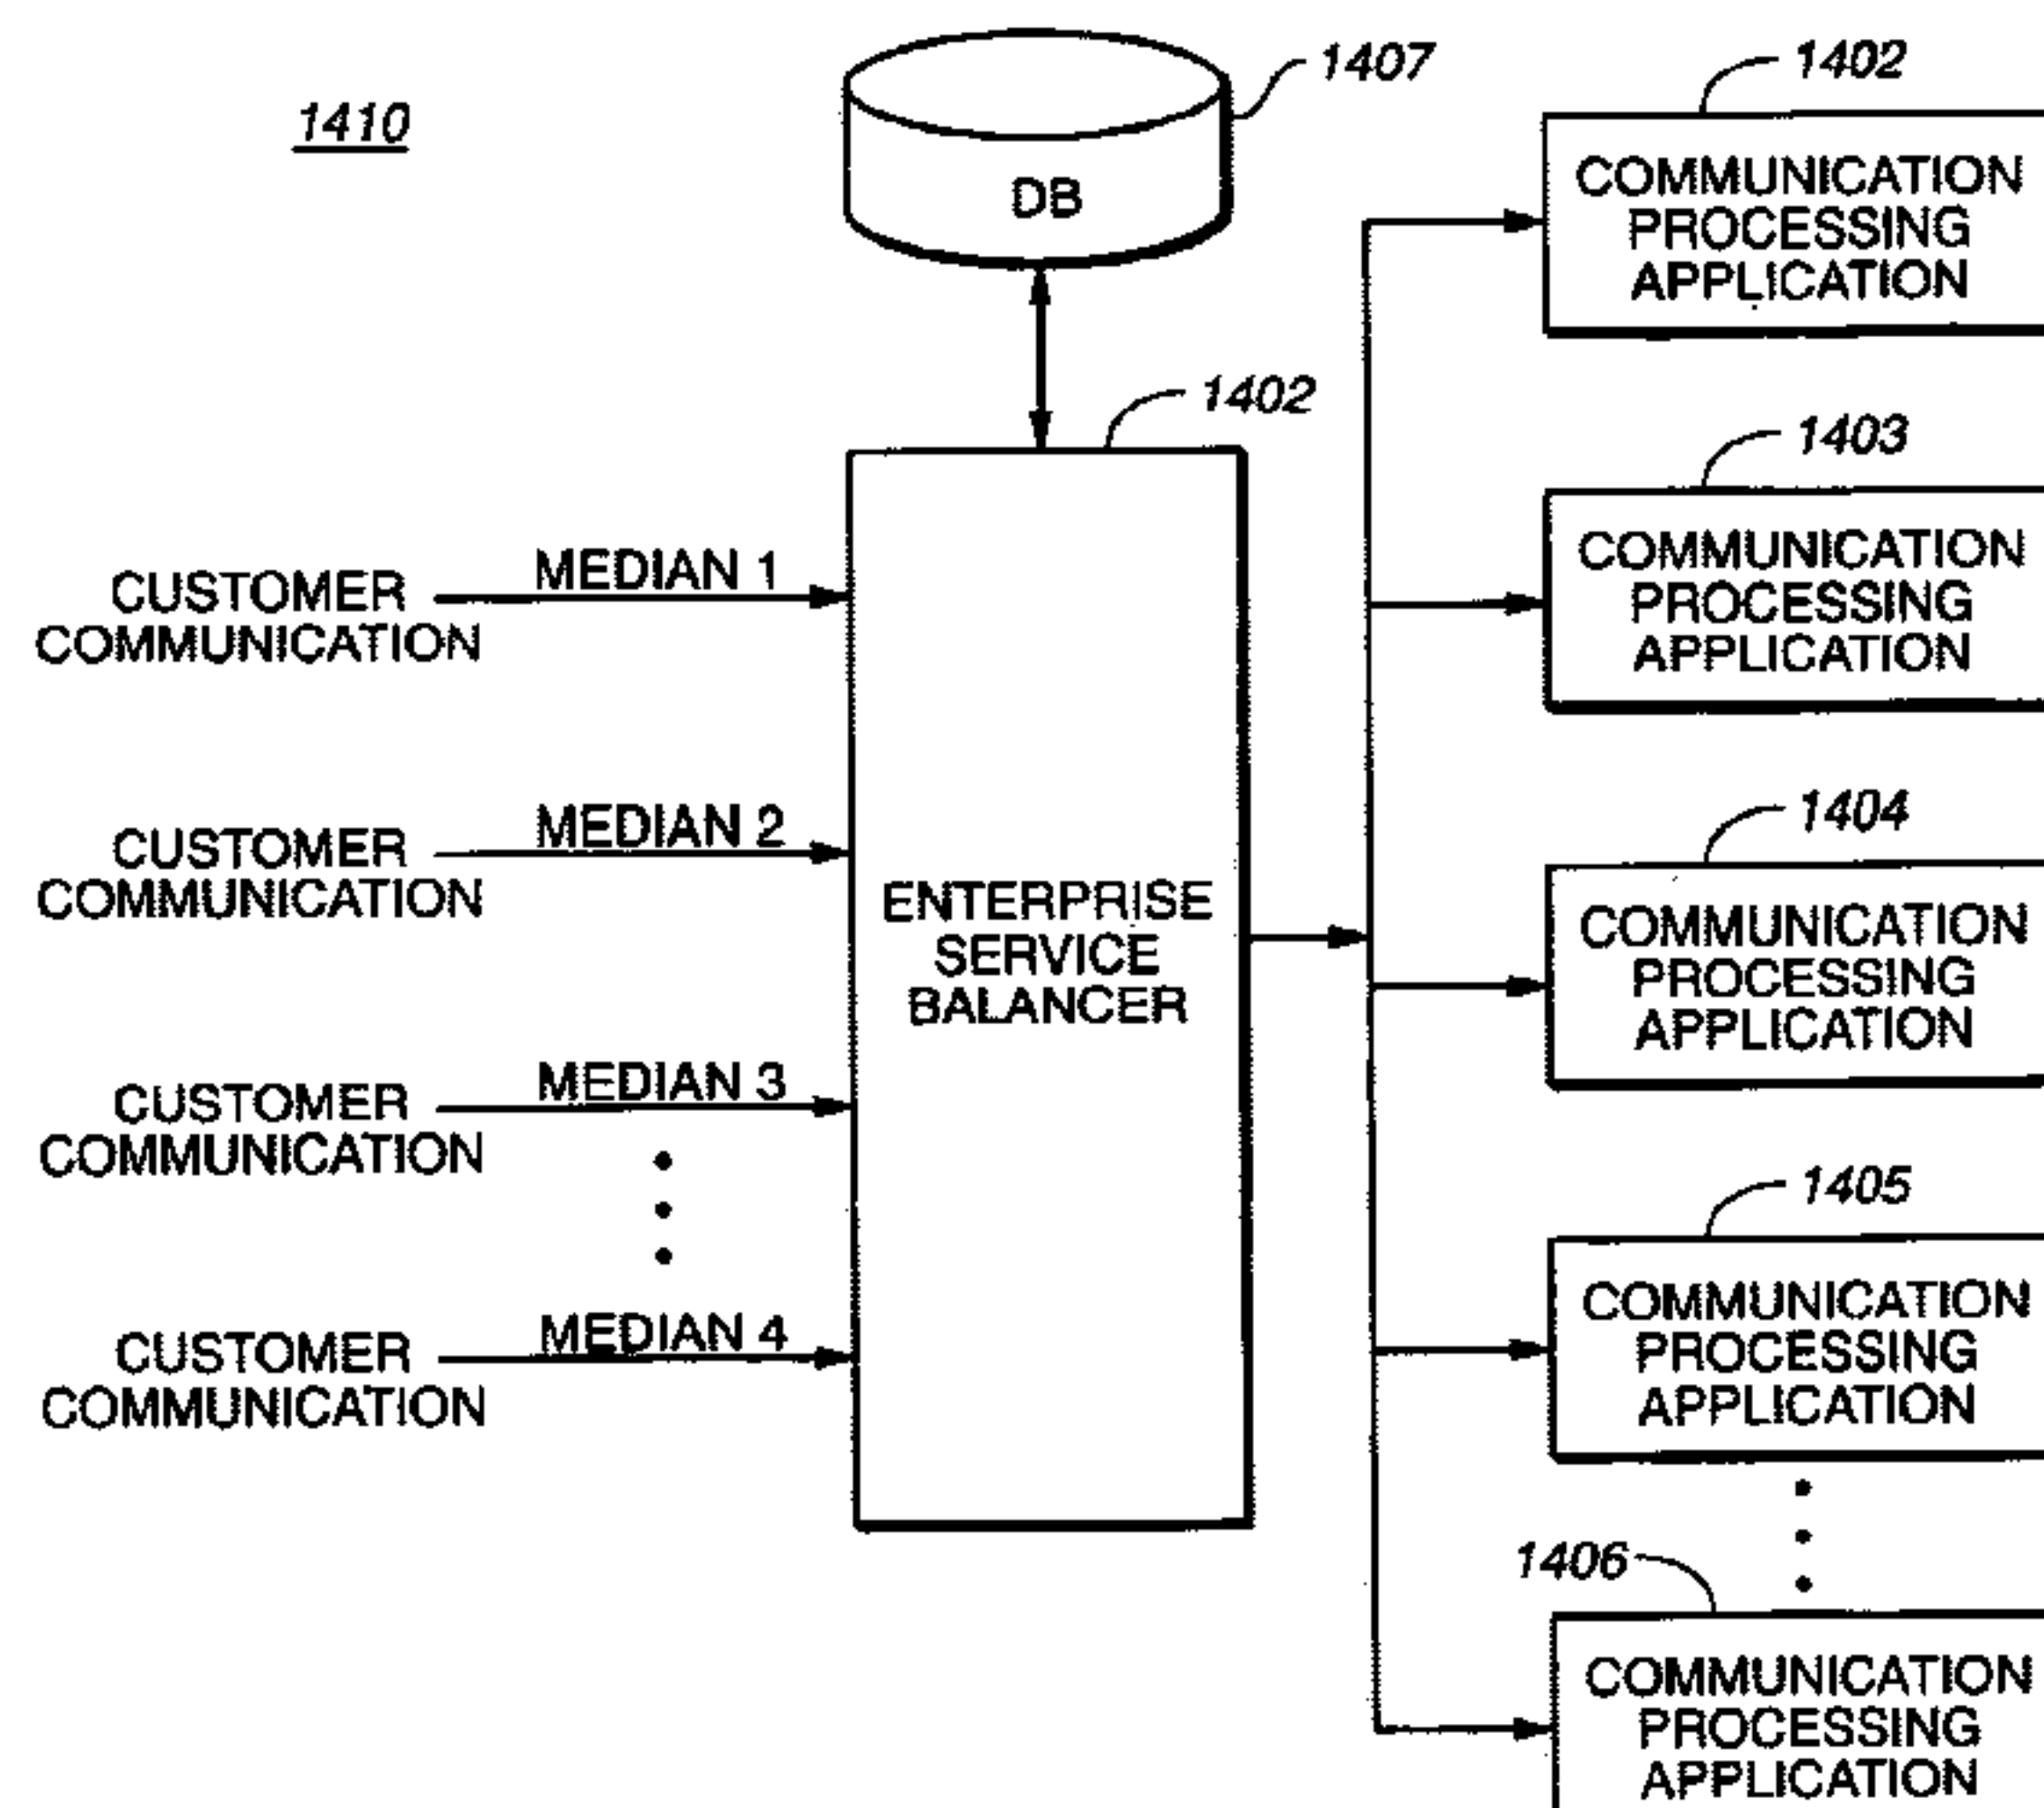 1410
1407
DB
1402
CUSTOMER
COMMUNICATION
MEDIAN 1
CUSTOMER
COMMUNICATION
MEDIAN 2
CUSTOMER
COMMUNICATION
MEDIAN 3
CUSTOMER
COMMUNICATION
MEDIAN 4
ENTERPRISE
SERVICE
BALANCER
1402
COMMUNICATION
PROCESSING
APPLICATION
1403
COMMUNICATION
PROCESSING
APPLICATION
1404
COMMUNICATION
PROCESSING
APPLICATION
1405
COMMUNICATION
PROCESSING
APPLICATION
1406
COMMUNICATION
PROCESSING
APPLICATION